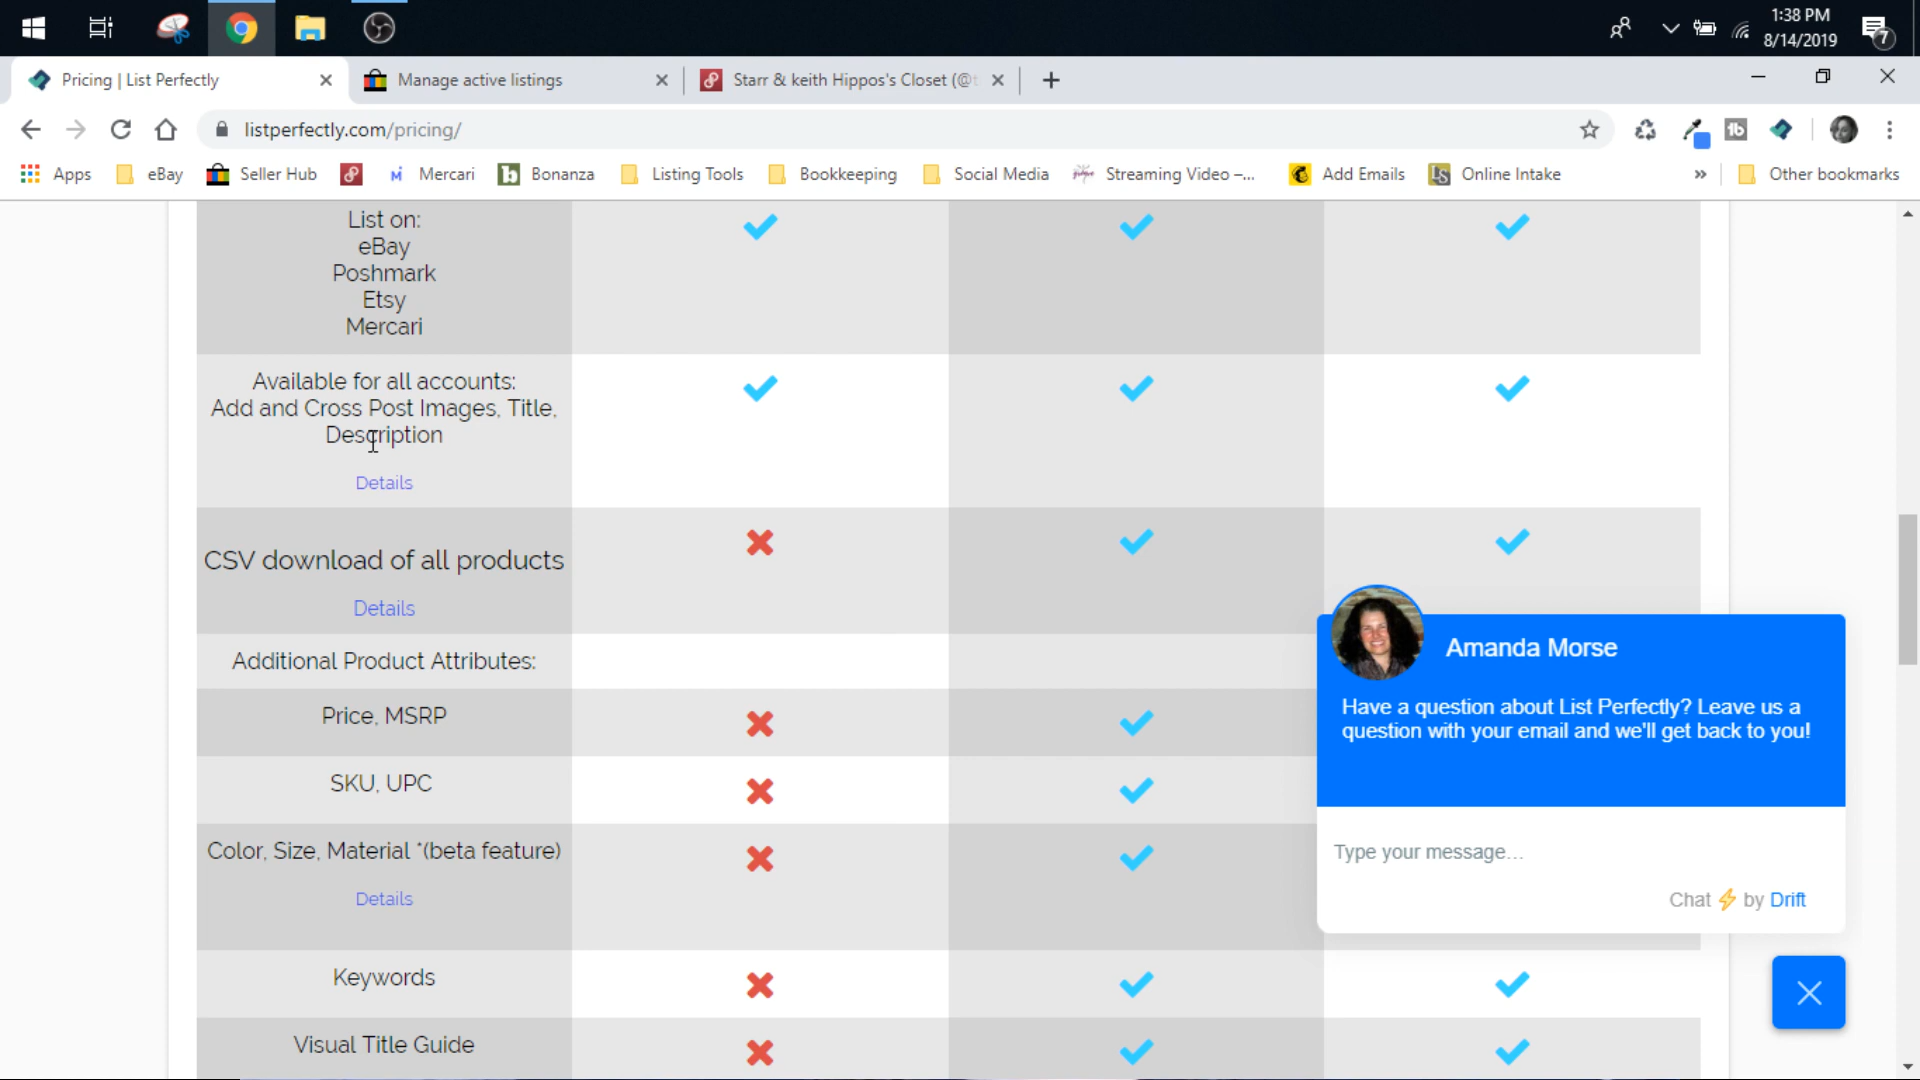 1:38 PM
8/14/2019
7
Pricing | List Perfectly
Manage active listings
Starr & keith Hippos's Closet (@
listperfectly.com/pricing/
Apps
eBay
Seller Hub
Mercari
Bonanza
Listing Tools
Bookkeeping
Social Media
Streaming Video –...
Add Emails
Online Intake
»
Other bookmarks
List on:
eBay
Poshmark
Etsy
Mercari
Available for all accounts:
Add and Cross Post Images, Title,
Description
Details
CSV download of all products
Details
Additional Product Attributes:
Price, MSRP
SKU, UPC
Color, Size, Material *(beta feature)
Details
Keywords
Visual Title Guide
Amanda Morse
Have a question about List Perfectly? Leave us a
question with your email and we'll get back to you!
Type your message...
Chat ⚡ by Drift